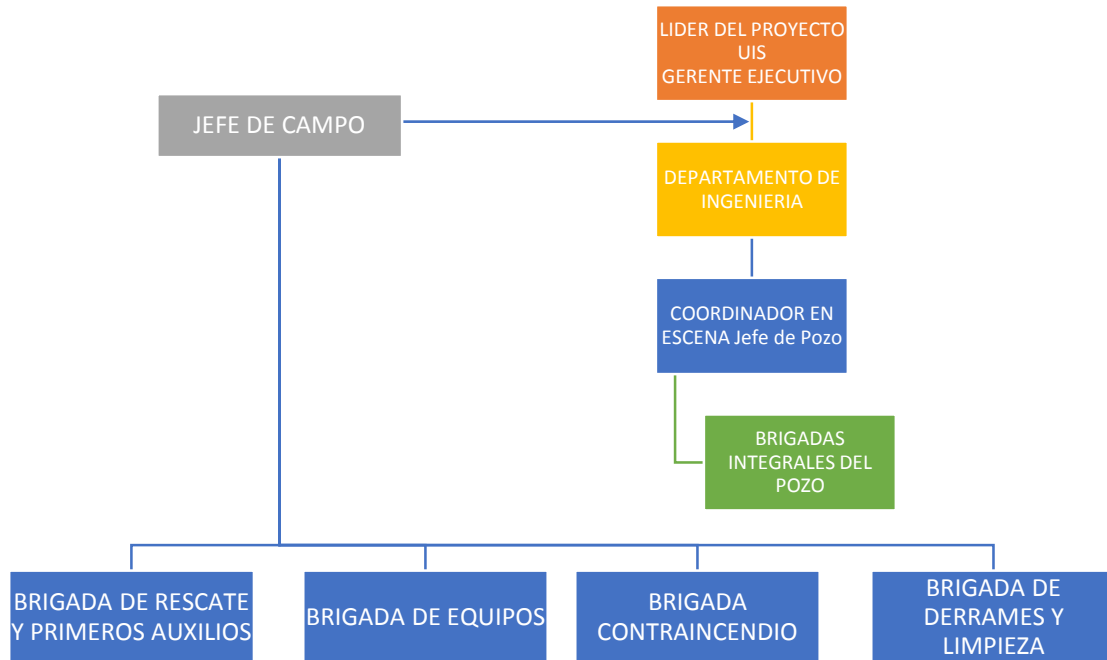 LIDER DEL PROYECTO
UIS
GERENTE EJECUTIVO
JEFE DE CAMPO
DEPARTAMENTO DE
INGENIERIA
COORDINADOR EN
ESCENA Jefe de Pozo
BRIGADAS
INTEGRALES DEL
POZO
BRIGADA DE RESCATE
Y PRIMEROS AUXILIOS
BRIGADA DE EQUIPOS
BRIGADA
CONTRAINCENDIO
BRIGADA DE
DERRAMES Y
LIMPIEZA